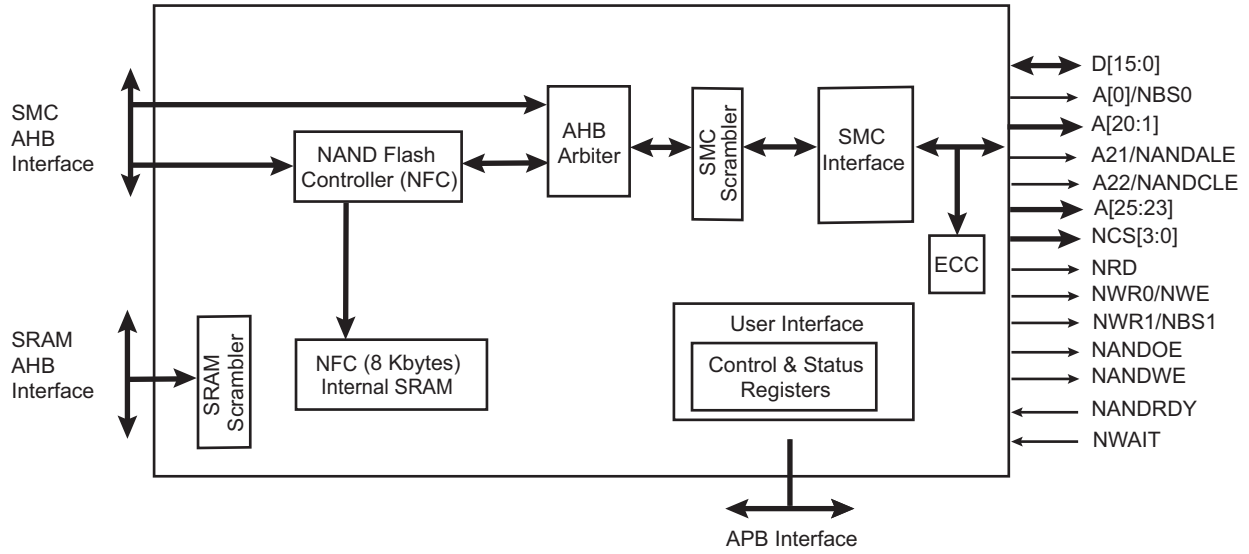 SMC
AHB
Interface
NAND Flash
Controller (NFC)
AHB
Arbiter
SMC
Scrambler
SMC
Interface
ECC
SRAM
AHB
Interface
SRAM
Scrambler
NFC (8 Kbytes)
Internal SRAM
User Interface
Control & Status
Registers
APB Interface
D[15:0]
A[0]/NBS0
A[20:1]
A21/NANDALE
A22/NANDCLE
A[25:23]
NCS[3:0]
NRD
NWR0/NWE
NWR1/NBS1
NANDOE
NANDWE
NANDRDY
NWAIT